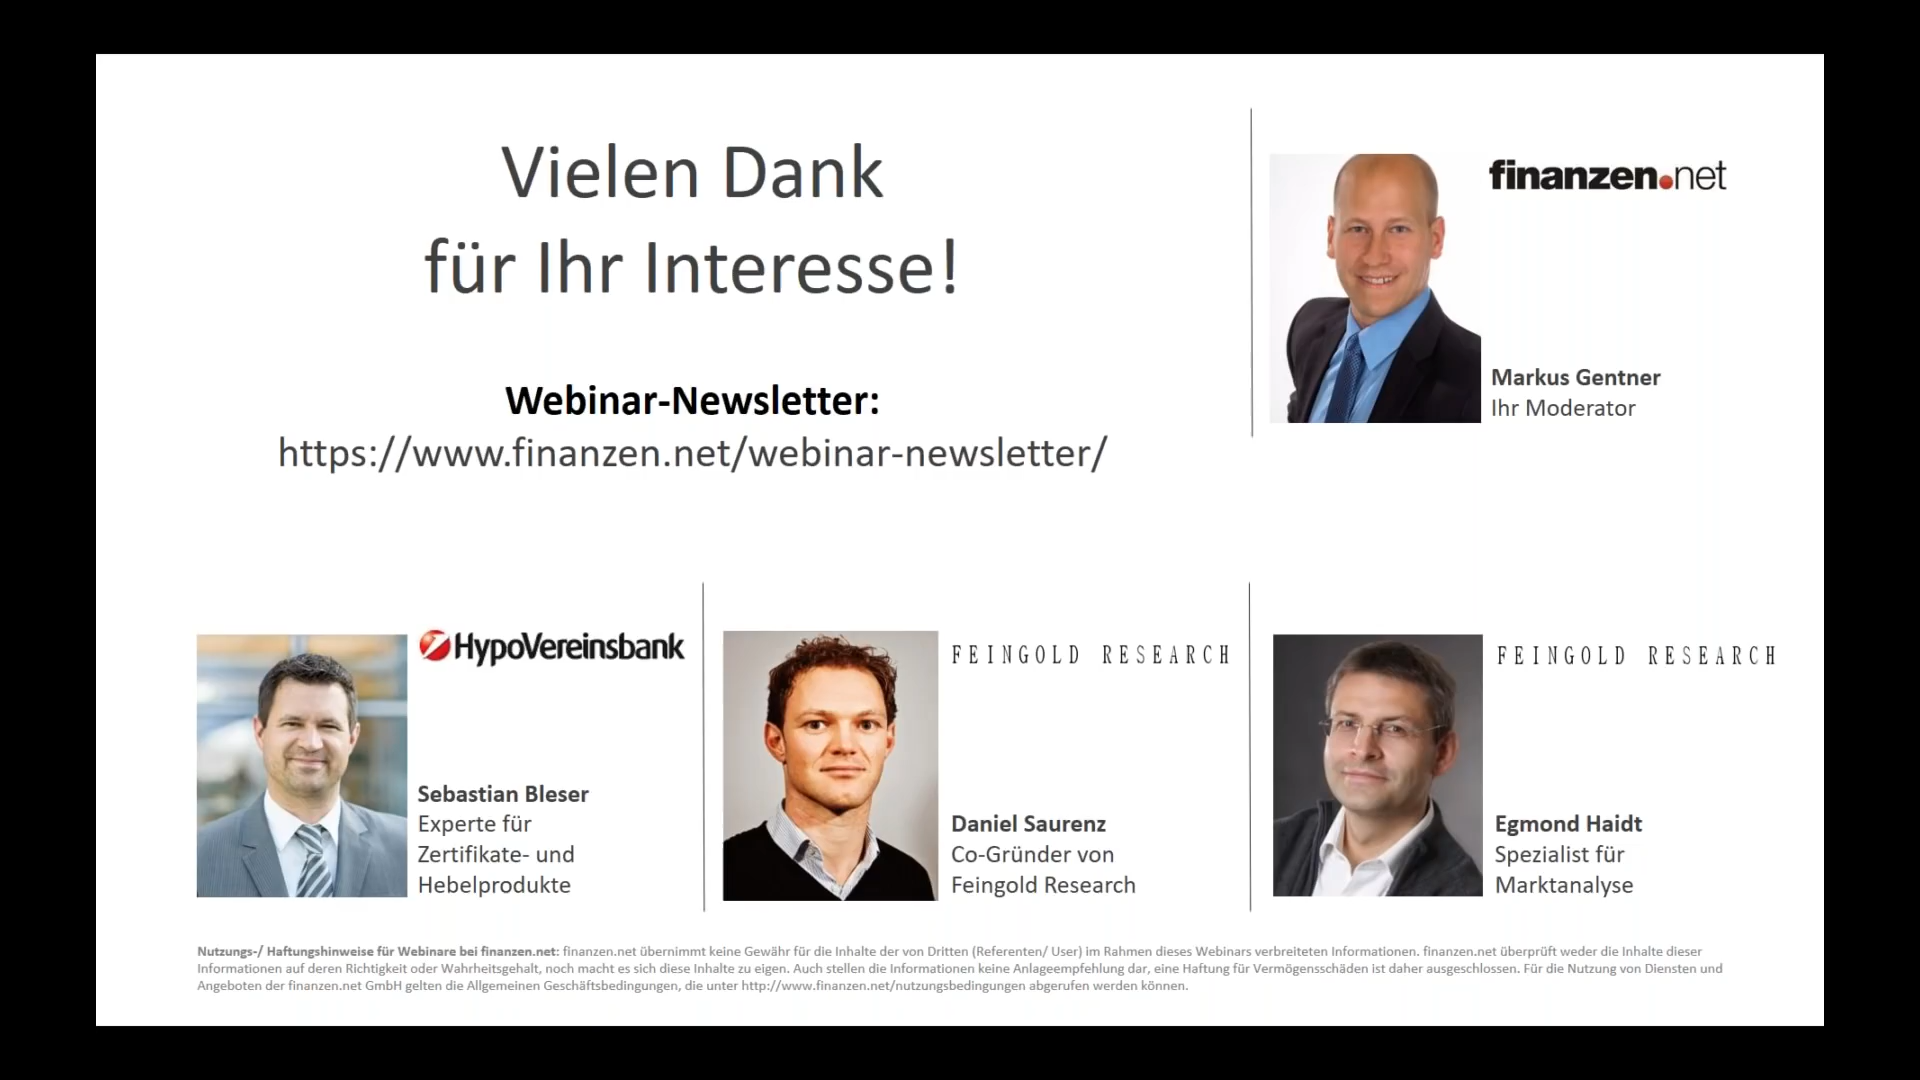 Vielen Dank
für Ihr Interesse!
Webinar-Newsletter:
https://www.finanzen.net/webinar-newsletter/
finanzen.net
Markus Gentner
Ihr Moderator
HypoVereinsbank
Sebastian Bleser
Experte für
Zertifikate- und
Hebelprodukte
FEINGOLD RESEARCH
Daniel Saurenz
Co-Gründer von
Feingold Research
FEINGOLD RESEARCH
Egmond Haidt
Spezialist für
Marktanalyse
Nutzungs-/ Haftungshinweise für Webinare bei finanzen.net: finanzen.net übernimmt keine Gewähr für die Inhalte der von Dritten (Referenten/ User) im Rahmen dieses Webinars verbreiteten Informationen. finanzen.net überprüft weder die Inhalte dieser
Informationen auf deren Richtigkeit oder Wahrheitsgehalt, noch macht es sich diese Inhalte zu eigen. Auch stellen die Informationen keine Anlageempfehlung dar, eine Haftung für Vermögensschäden ist daher ausgeschlossen. Für die Nutzung von Diensten und
Angeboten der finanzen.net GmbH gelten die Allgemeinen Geschäftsbedingungen, die unter http://www.finanzen.net/nutzungsbedingungen abgerufen werden können.